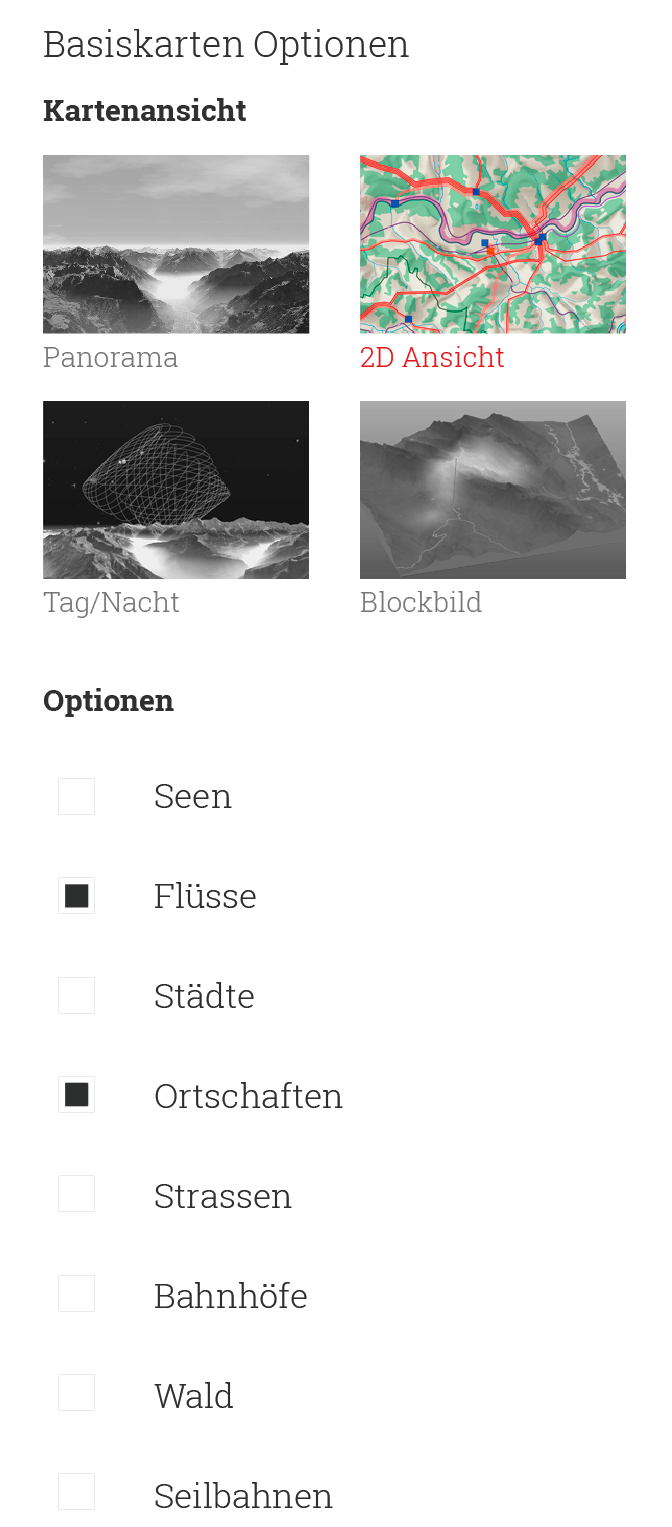 Basiskarten Optionen
Kartenansicht
Panorama
2D Ansicht
Tag/Nacht
Blockbild
Optionen
Seen
Flüsse
Städte
Ortschaften
Strassen
Bahnhöfe
Wald
Seilbahnen